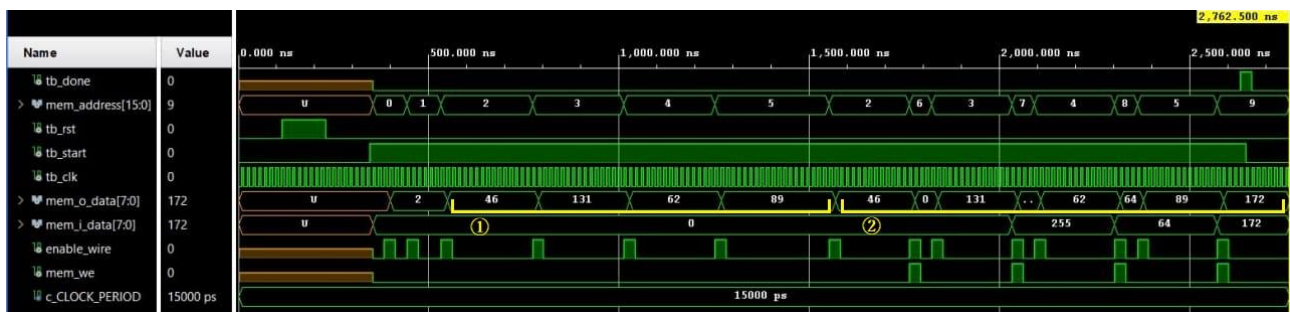 2,762.500 ns
Name Value 0.000 ns 500.000 ns 1,000.000 ns 1,500.000 ns 2,000.000 ns 2,500.000 ns
tb_done 0
> mem_address[15:0] 9 U 0 1 2 3 4 5 2 6 3 7 4 8 5 9
tb_rst 0
tb_start 0
tb_clk 0
> mem_o_data[7:0] 172 U 2 46 131 62 89 46 0 131 .. 62 64 89 172
> mem_i_data[7:0] 172 U ① 0 ② 255 64 172
enable_wire 0
mem_we 0
c_CLOCK_PERIOD 15000 ps 15000 ps